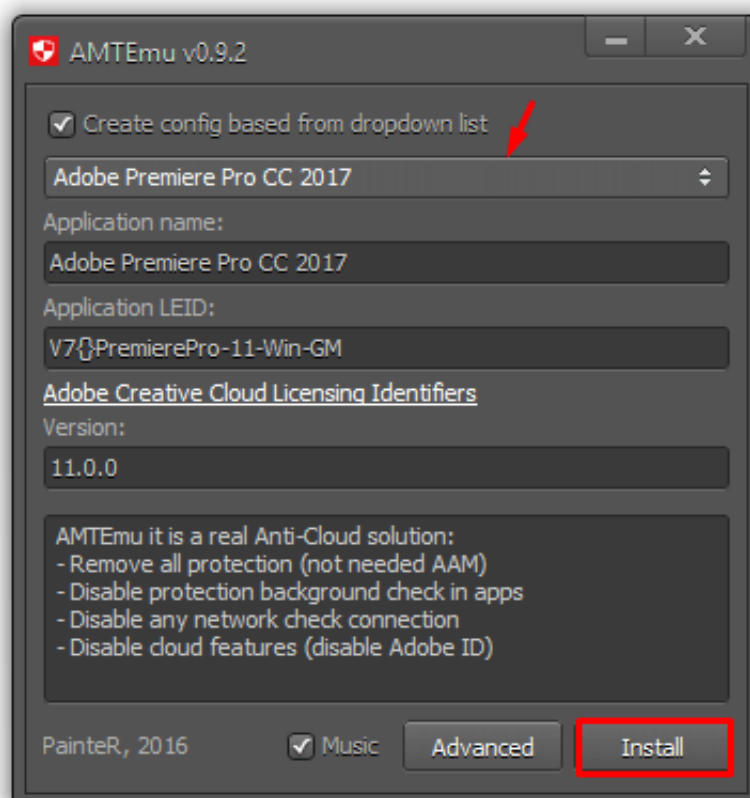 AMTEmu v0.9.2
Create config based from dropdown list
Adobe Premiere Pro CC 2017
Application name:
Adobe Premiere Pro CC 2017
Application LEID:
V7{}PremierePro-11-Win-GM
Adobe Creative Cloud Licensing Identifiers
Version:
11.0.0
AMTEmu it is a real Anti-Cloud solution:
- Remove all protection (not needed AAM)
- Disable protection background check in apps
- Disable any network check connection
- Disable cloud features (disable Adobe ID)
PainteR, 2016 Music Advanced Install